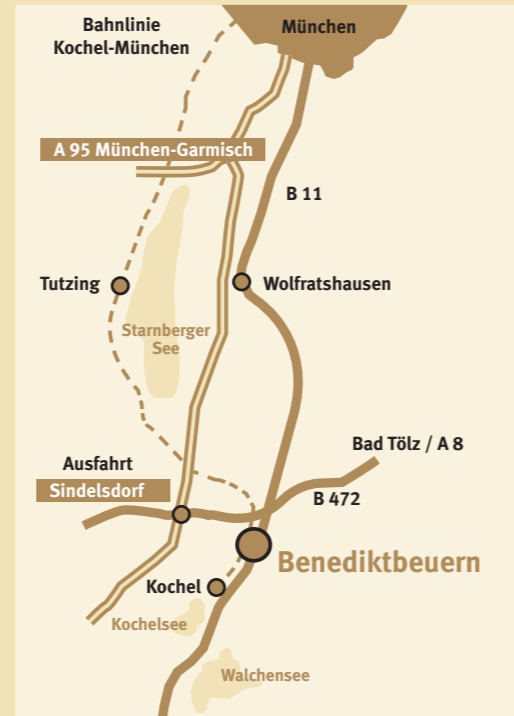 Bahnlinie
Kochel-München
München
A 95 München-Garmisch
B 11
Tutzing
Wolfratshausen
Starnberger
See
Bad Tölz / A 8
Ausfahrt
Sindelsdorf
B 472
Benediktbeuern
Kochel
Kochelsee
Walchensee